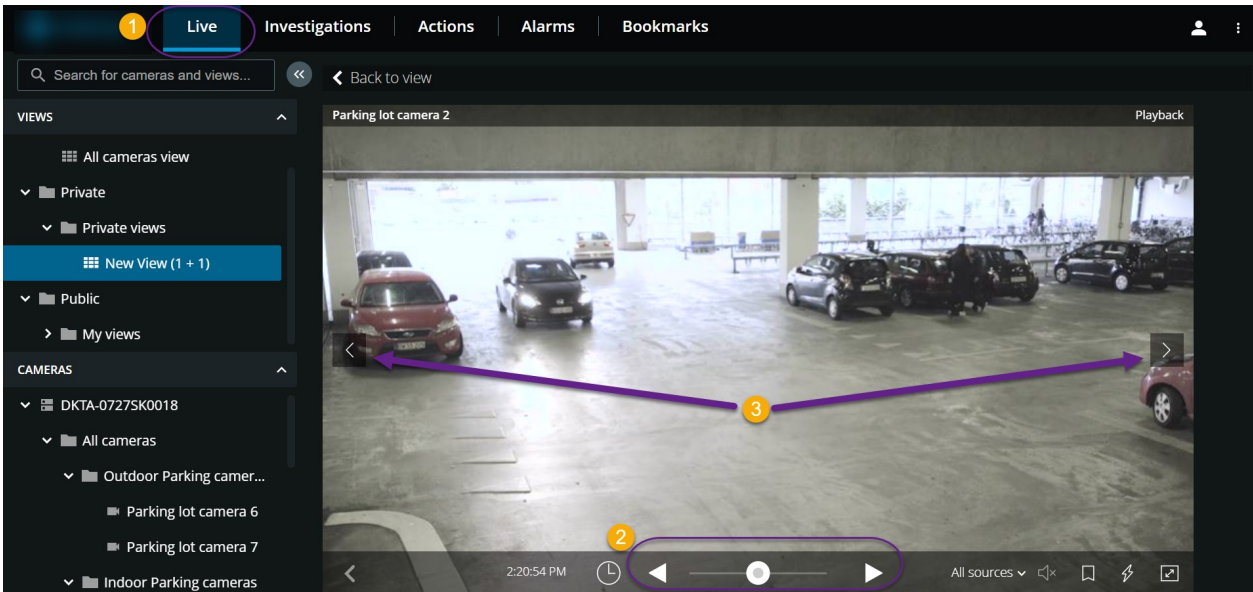 1
Live
Investigations
Actions
Alarms
Bookmarks
Search for cameras and views...
Back to view
VIEWS
Parking lot camera 2
Playback
All cameras view
Private
Private views
New View (1 + 1)
Public
My views
CAMERAS
3
DKTA-0727SK0018
All cameras
Outdoor Parking camer...
Parking lot camera 6
Parking lot camera 7
2
Indoor Parking cameras
2:20:54 PM
All sources